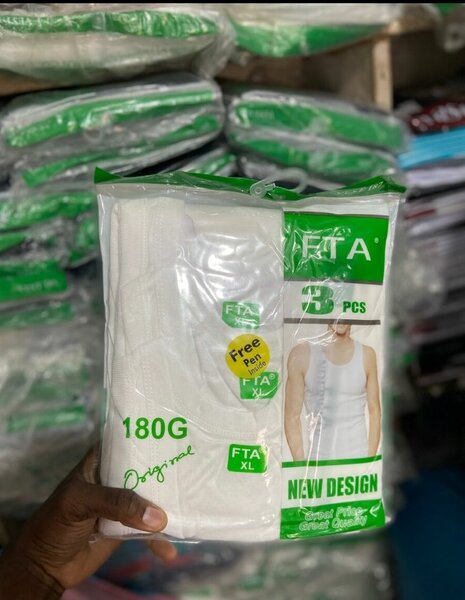 FTA®
3 PCS
FTA
XL
Free
Pen
Inside
FTA®
XL
180G
Original
FTA
XL
NEW DESIGN
Great Price
Great Quality